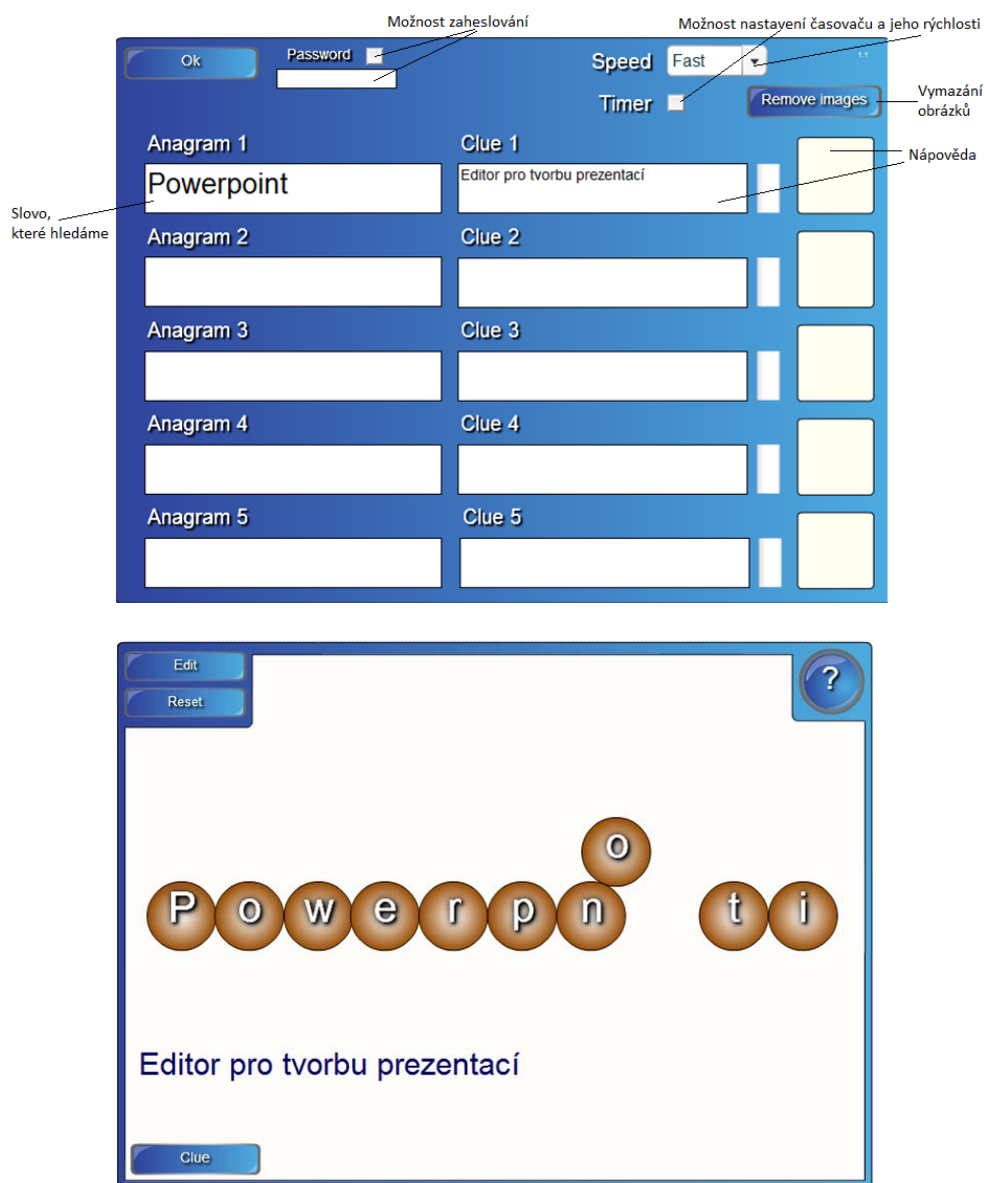 Možnost zaheslování
Možnost nastavení časovaču a jeho rýchlosti
Ok
Password
Speed
Fast
1.1
Timer
Remove images
Vymazání
obrázků
Anagram 1
Clue 1
Nápověda
Powerpoint
Editor pro tvorbu prezentací
Slovo,
které hledáme
Anagram 2
Clue 2
Anagram 3
Clue 3
Anagram 4
Clue 4
Anagram 5
Clue 5
Edit
?
Reset
o
P o w e r p n t i
Editor pro tvorbu prezentací
Clue